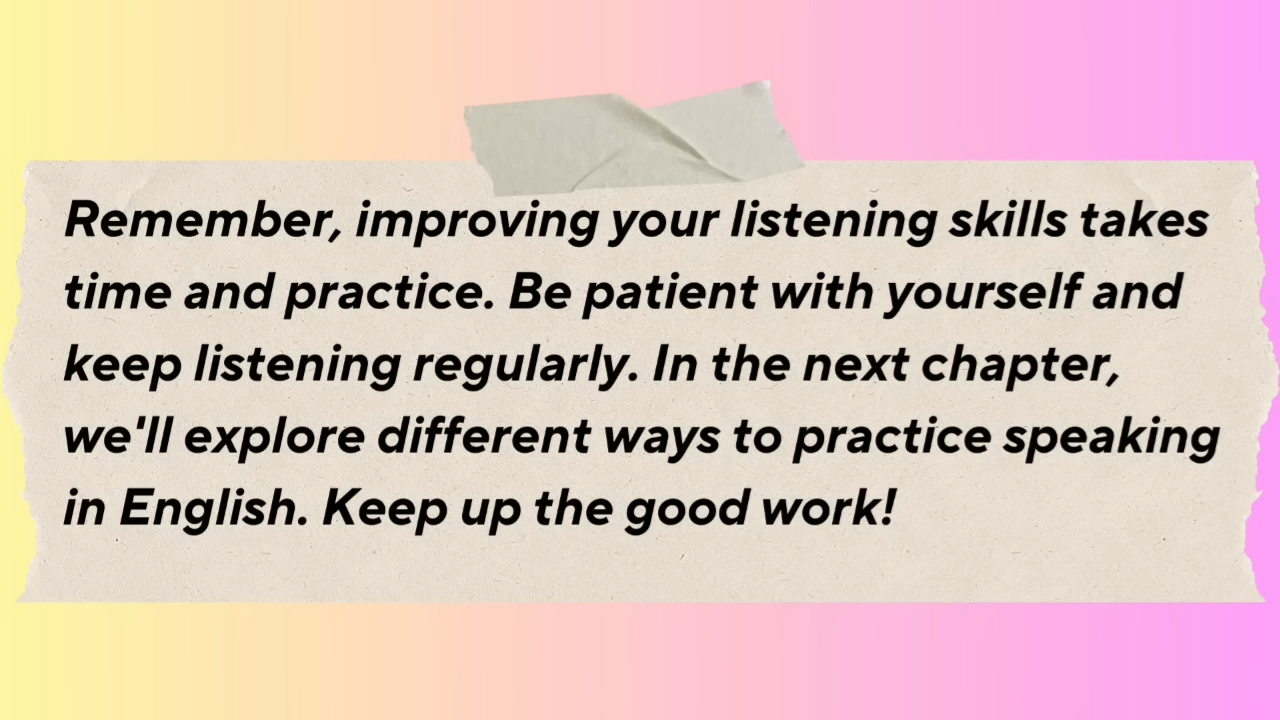 Remember, improving your listening skills takes
time and practice. Be patient with yourself and
keep listening regularly. In the next chapter,
we'll explore different ways to practice speaking
in English. Keep up the good work!